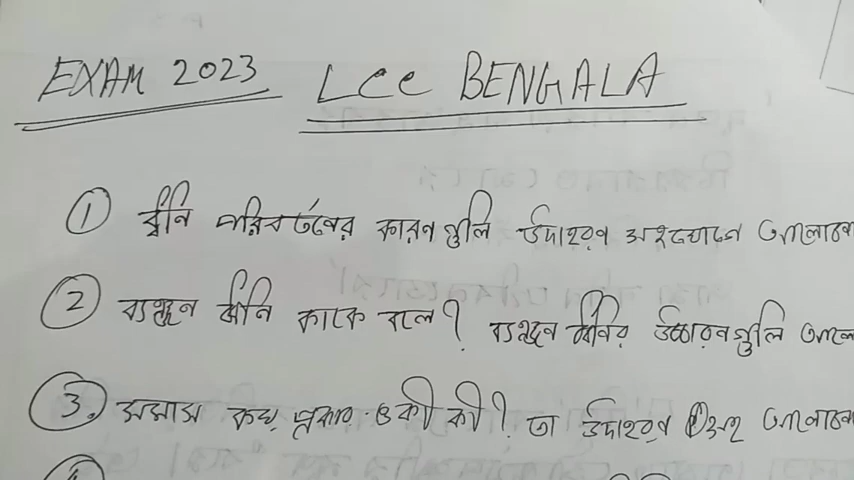 EXAM 2023 LCC BENGALA
① ধ্বনি পরিবর্তনের কারণ গুলি উদাহরণ সহযোগে আলোচনা
② ব্যঞ্জন ধ্বনি কাকে বলে? ব্যঞ্জন ধ্বনির উচ্চারণগুলি আলো
③. সমাস কয় প্রকার ও কী কী? তা উদাহরণ সহ আলোচনা